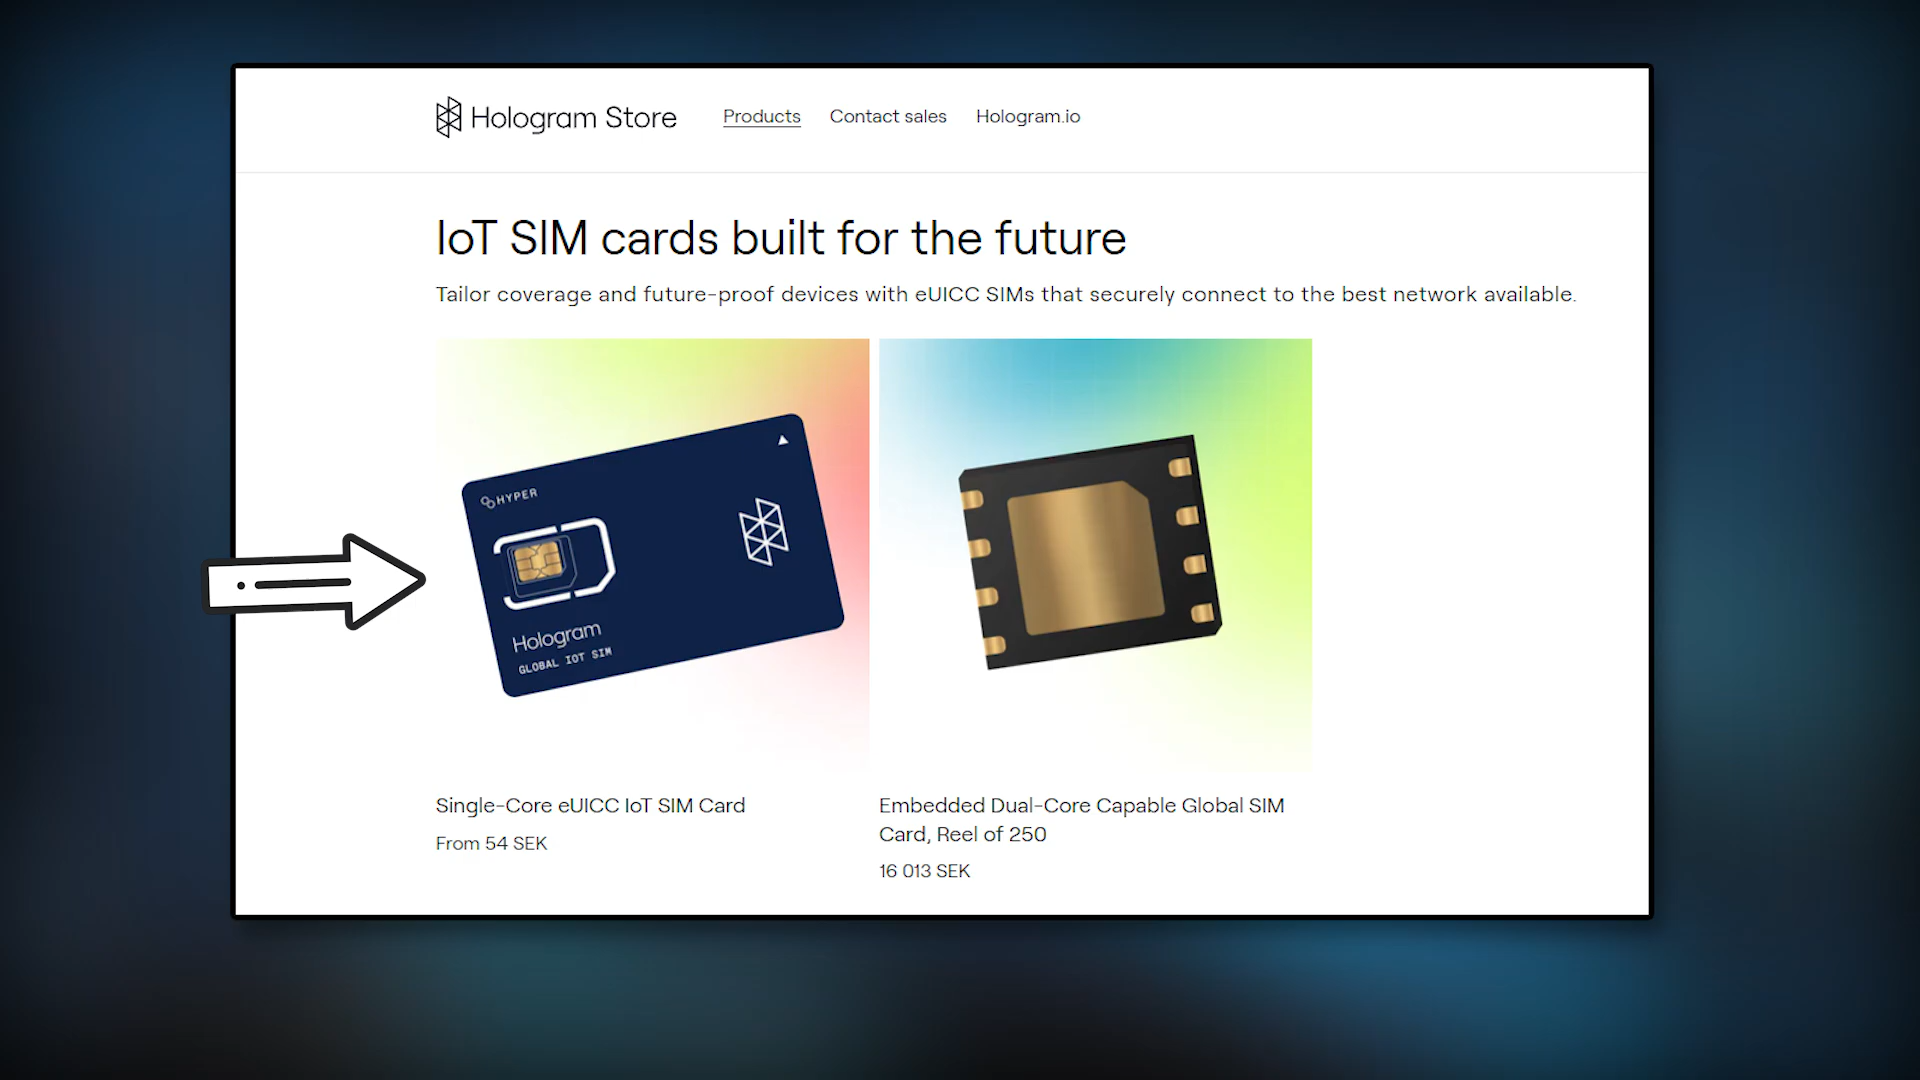 Hologram Store
Products
Contact sales
Hologram.io
IoT SIM cards built for the future
Tailor coverage and future-proof devices with eUICC SIMs that securely connect to the best network available.
HYPER
Hologram
GLOBAL IOT SIM
Single-Core eUICC IoT SIM Card
From 54 SEK
Embedded Dual-Core Capable Global SIM
Card, Reel of 250
16 013 SEK